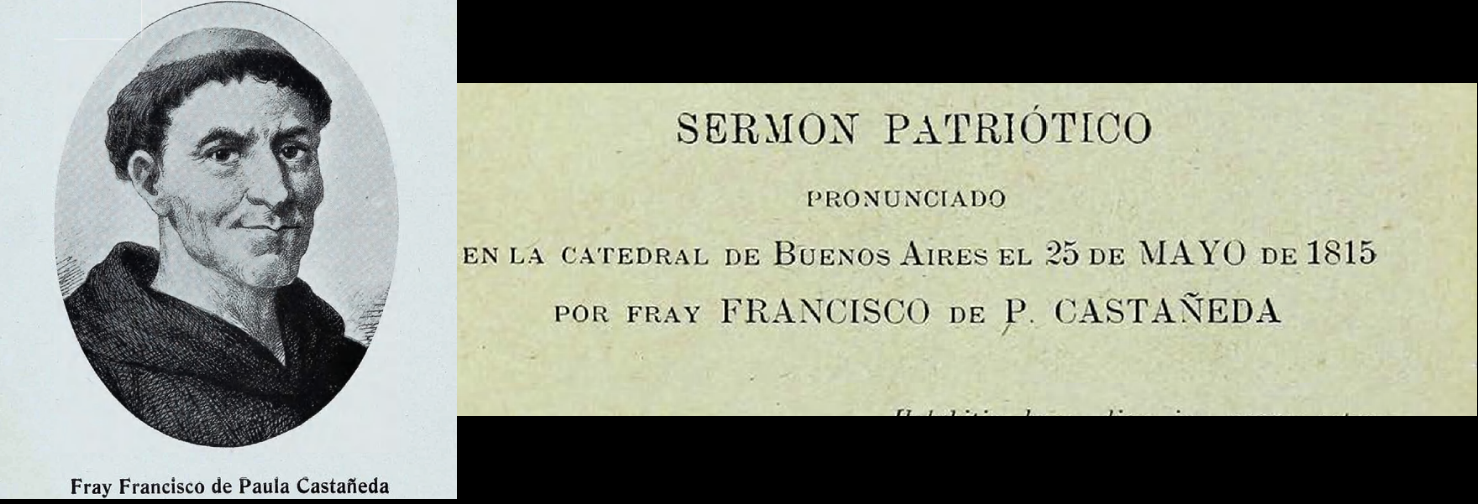 Fray Francisco de Paula Castañeda
SERMON PATRIÓTICO
PRONUNCIADO
EN LA CATEDRAL DE BUENOS AIRES EL 25 DE MAYO DE 1815
POR FRAY FRANCISCO DE P. CASTAÑEDA